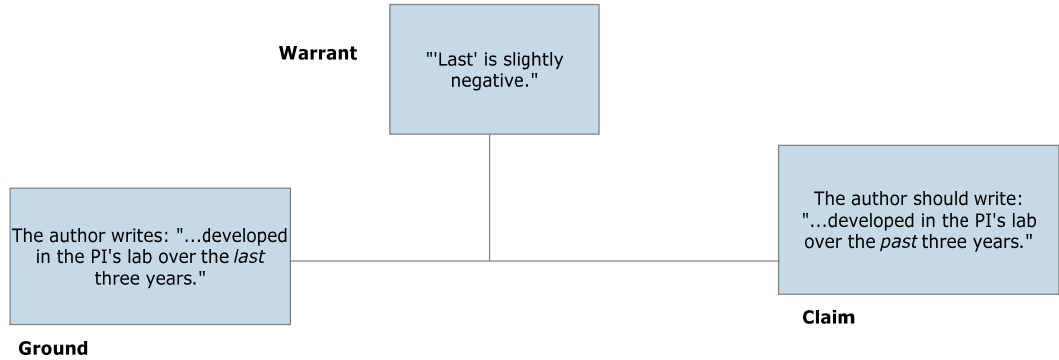 Warrant
"'Last' is slightly
negative."
The author writes: "...developed
in the PI's lab over the last
three years."
Ground
The author should write:
"...developed in the PI's lab
over the past three years."
Claim